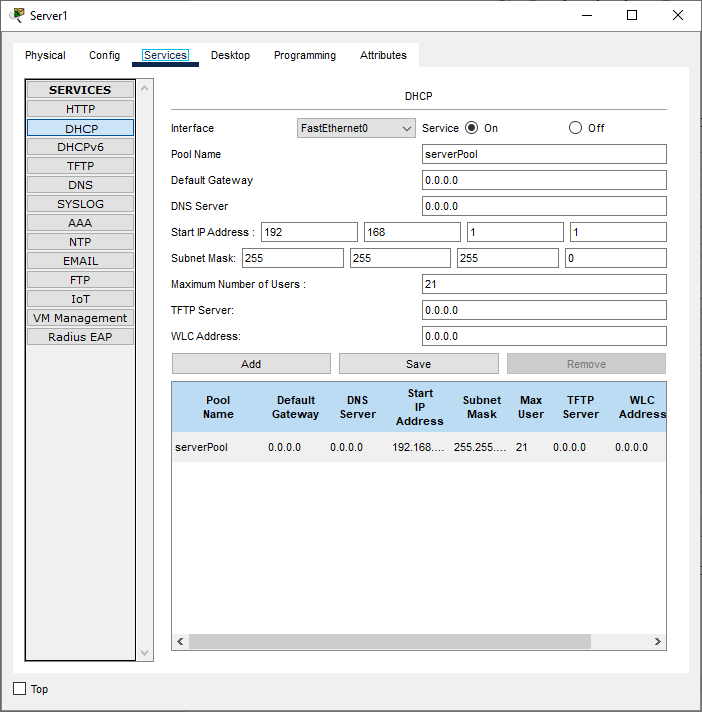 Server1
Physical Config Services Desktop Programming Attributes
SERVICES
HTTP
DHCP
DHCPv6
TFTP
DNS
SYSLOG
AAA
NTP
EMAIL
FTP
IoT
VM Management
Radius EAP
DHCP
Interface FastEthernet0 Service On Off
Pool Name serverPool
Default Gateway 0.0.0.0
DNS Server 0.0.0.0
Start IP Address : 192 168 1 1
Subnet Mask: 255 255 255 0
Maximum Number of Users : 21
TFTP Server: 0.0.0.0
WLC Address: 0.0.0.0
Add Save Remove
Pool Name Default Gateway DNS Server Start IP Address Subnet Mask Max User TFTP Server WLC Address
serverPool 0.0.0.0 0.0.0.0 192.168.... 255.255.... 21 0.0.0.0 0.0.0.0
Top